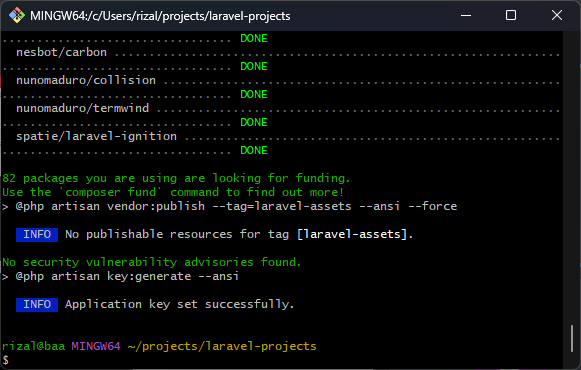 MINGW64:/c/Users/rizal/projects/laravel-projects
................................. DONE
nesbot/carbon ................................................................
................................. DONE
nunomaduro/collision .........................................................
................................. DONE
nunomaduro/termwind ..........................................................
................................. DONE
spatie/laravel-ignition ......................................................
................................. DONE
82 packages you are using are looking for funding.
Use the `composer fund` command to find out more!
> @php artisan vendor:publish --tag=laravel-assets --ansi --force
INFO No publishable resources for tag [laravel-assets].
No security vulnerability advisories found.
> @php artisan key:generate --ansi
INFO Application key set successfully.
rizal@baa MINGW64 ~/projects/laravel-projects
$